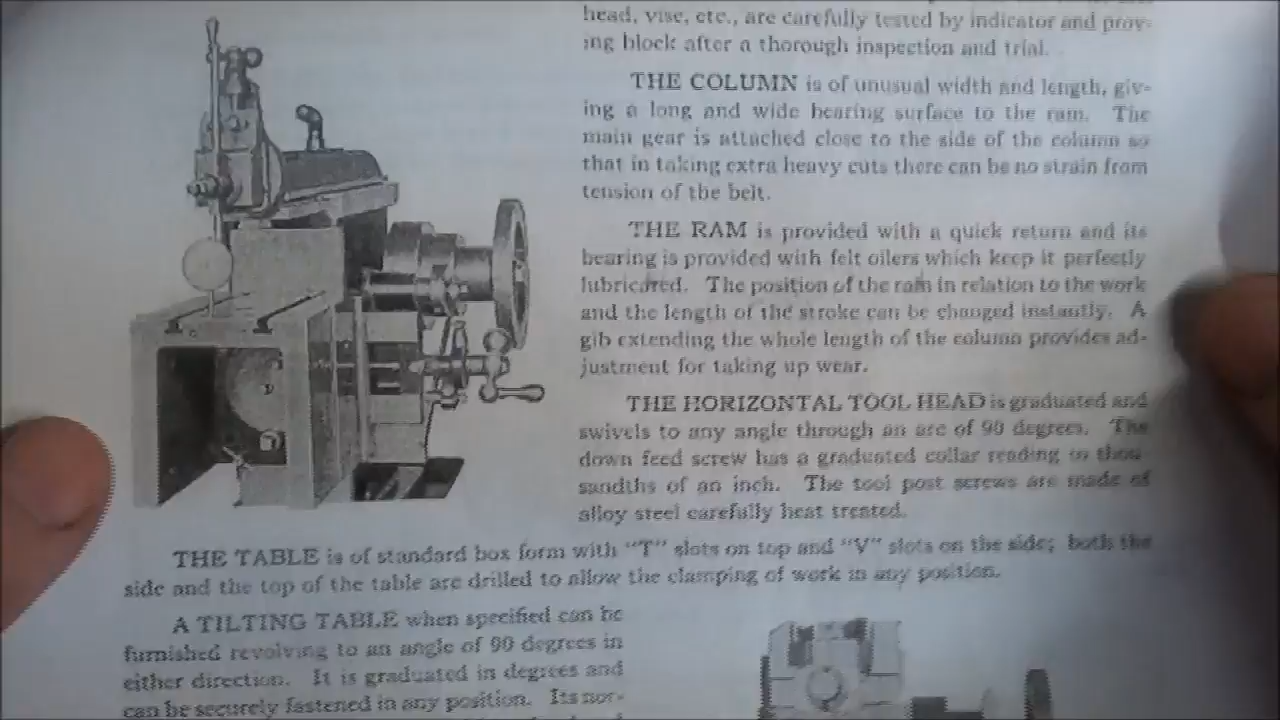 head, vise, etc., are carefully tested by indicator and prov-
ing block after a thorough inspection and trial.
THE COLUMN is of unusual width and length, giv-
ing a long and wide bearing surface to the ram. The
main gear is attached close to the side of the column so
that in taking extra heavy cuts there can be no strain from
tension of the belt.
THE RAM is provided with a quick return and its
bearing is provided with felt oilers which keep it perfectly
lubricated. The position of the ram in relation to the work
and the length of the stroke can be changed instantly. A
gib extending the whole length of the column provides ad-
justment for taking up wear.
THE HORIZONTAL TOOL HEAD is graduated and
swivels to any angle through an arc of 90 degrees. The
down feed screw has a graduated collar reading in thou-
sandths of an inch. The tool post screws are made of
alloy steel carefully heat treated.
THE TABLE is of standard box form with "T" slots on top and "V" slots on the side; both the
side and the top of the table are drilled to allow the clamping of work in any position.
A TILTING TABLE when specified can be
furnished revolving to an angle of 90 degrees in
either direction. It is graduated in degrees and
can be securely fastened in any position. Its nor-